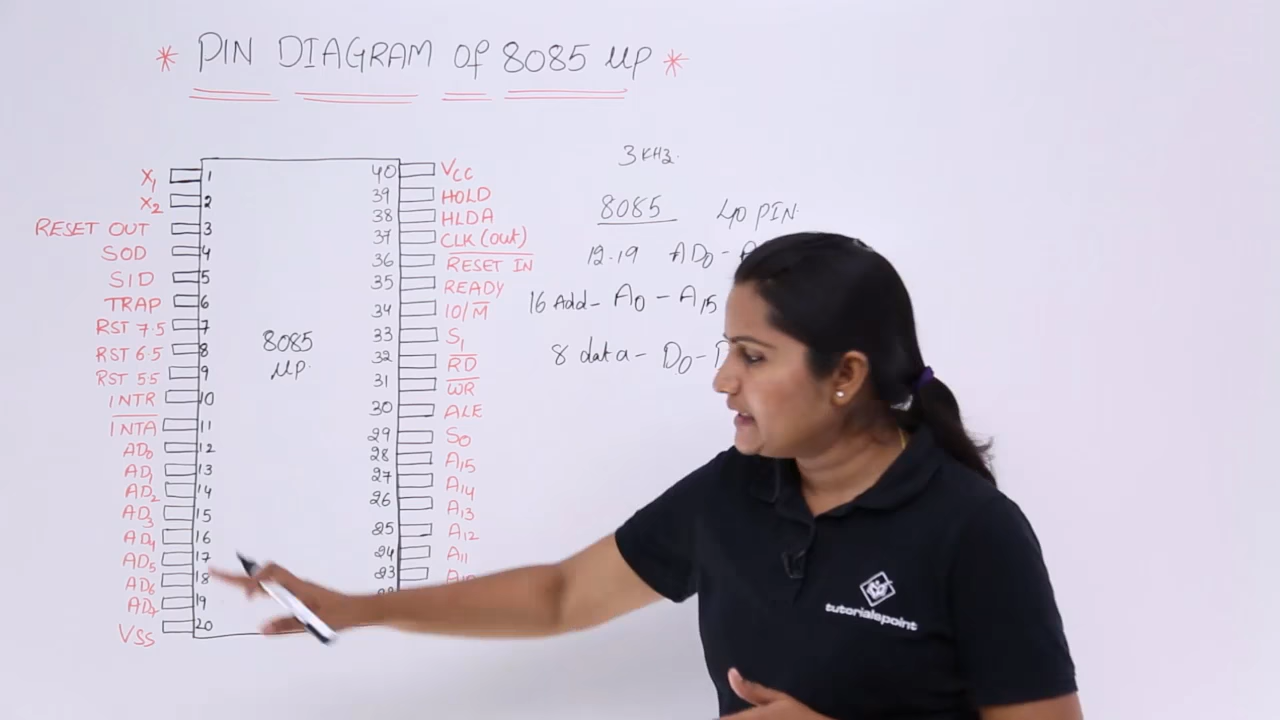 * PIN DIAGRAM of 8085 μp *
X1 1
X2 2
RESET OUT 3
SOD 4
SID 5
TRAP 6
RST 7.5 7
RST 6.5 8
RST 5.5 9
INTR 10
INTA 11
AD0 12
AD1 13
AD2 14
AD3 15
AD4 16
AD5 17
AD6 18
AD7 19
VSS 20
8085
μp.
40 VCC
39 HOLD
38 HLDA
37 CLK (out)
36 RESET IN
35 READY
34 IO/M
33 S1
32 RD
31 WR
30 ALE
29 S0
28 A15
27 A14
26 A13
25 A12
24 A11
23 A10
3 KHz.
8085 40 PIN.
12.19 AD0 -
16 Add - A0 - A15
8 data - D0 -
tutorialspoint